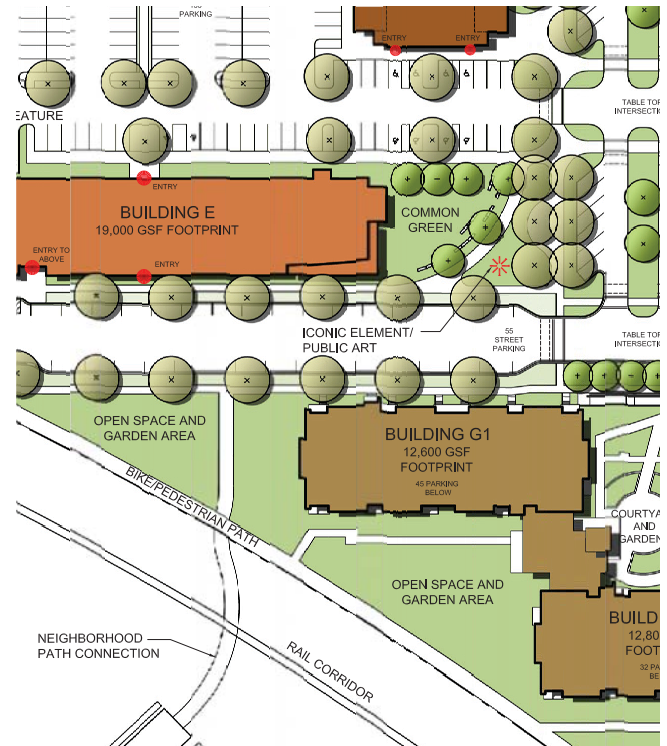 PARKING
ENTRY
ENTRY
TABLE TOP
EATURE
ENTRY
BUILDING E
19,000 GSF FOOTPRINT
COMMON
GREEN
ENTRY TO
ABOVE
ENTRY
ICONIC ELEMENT/
PUBLIC ART
55
STREET
PARKING
TABLE TOP
OPEN SPACE AND
GARDEN AREA
BUILDING G1
12,600 GSF
FOOTPRINT
45 PARKING
BELOW
BIKE/PEDESTRIAN PATH
COURTYA
AND
GARDEN
OPEN SPACE AND
GARDEN AREA
BUILD
12,80
FOOT
32 PA
BE
NEIGHBORHOOD
PATH CONNECTION
RAIL CORRIDOR